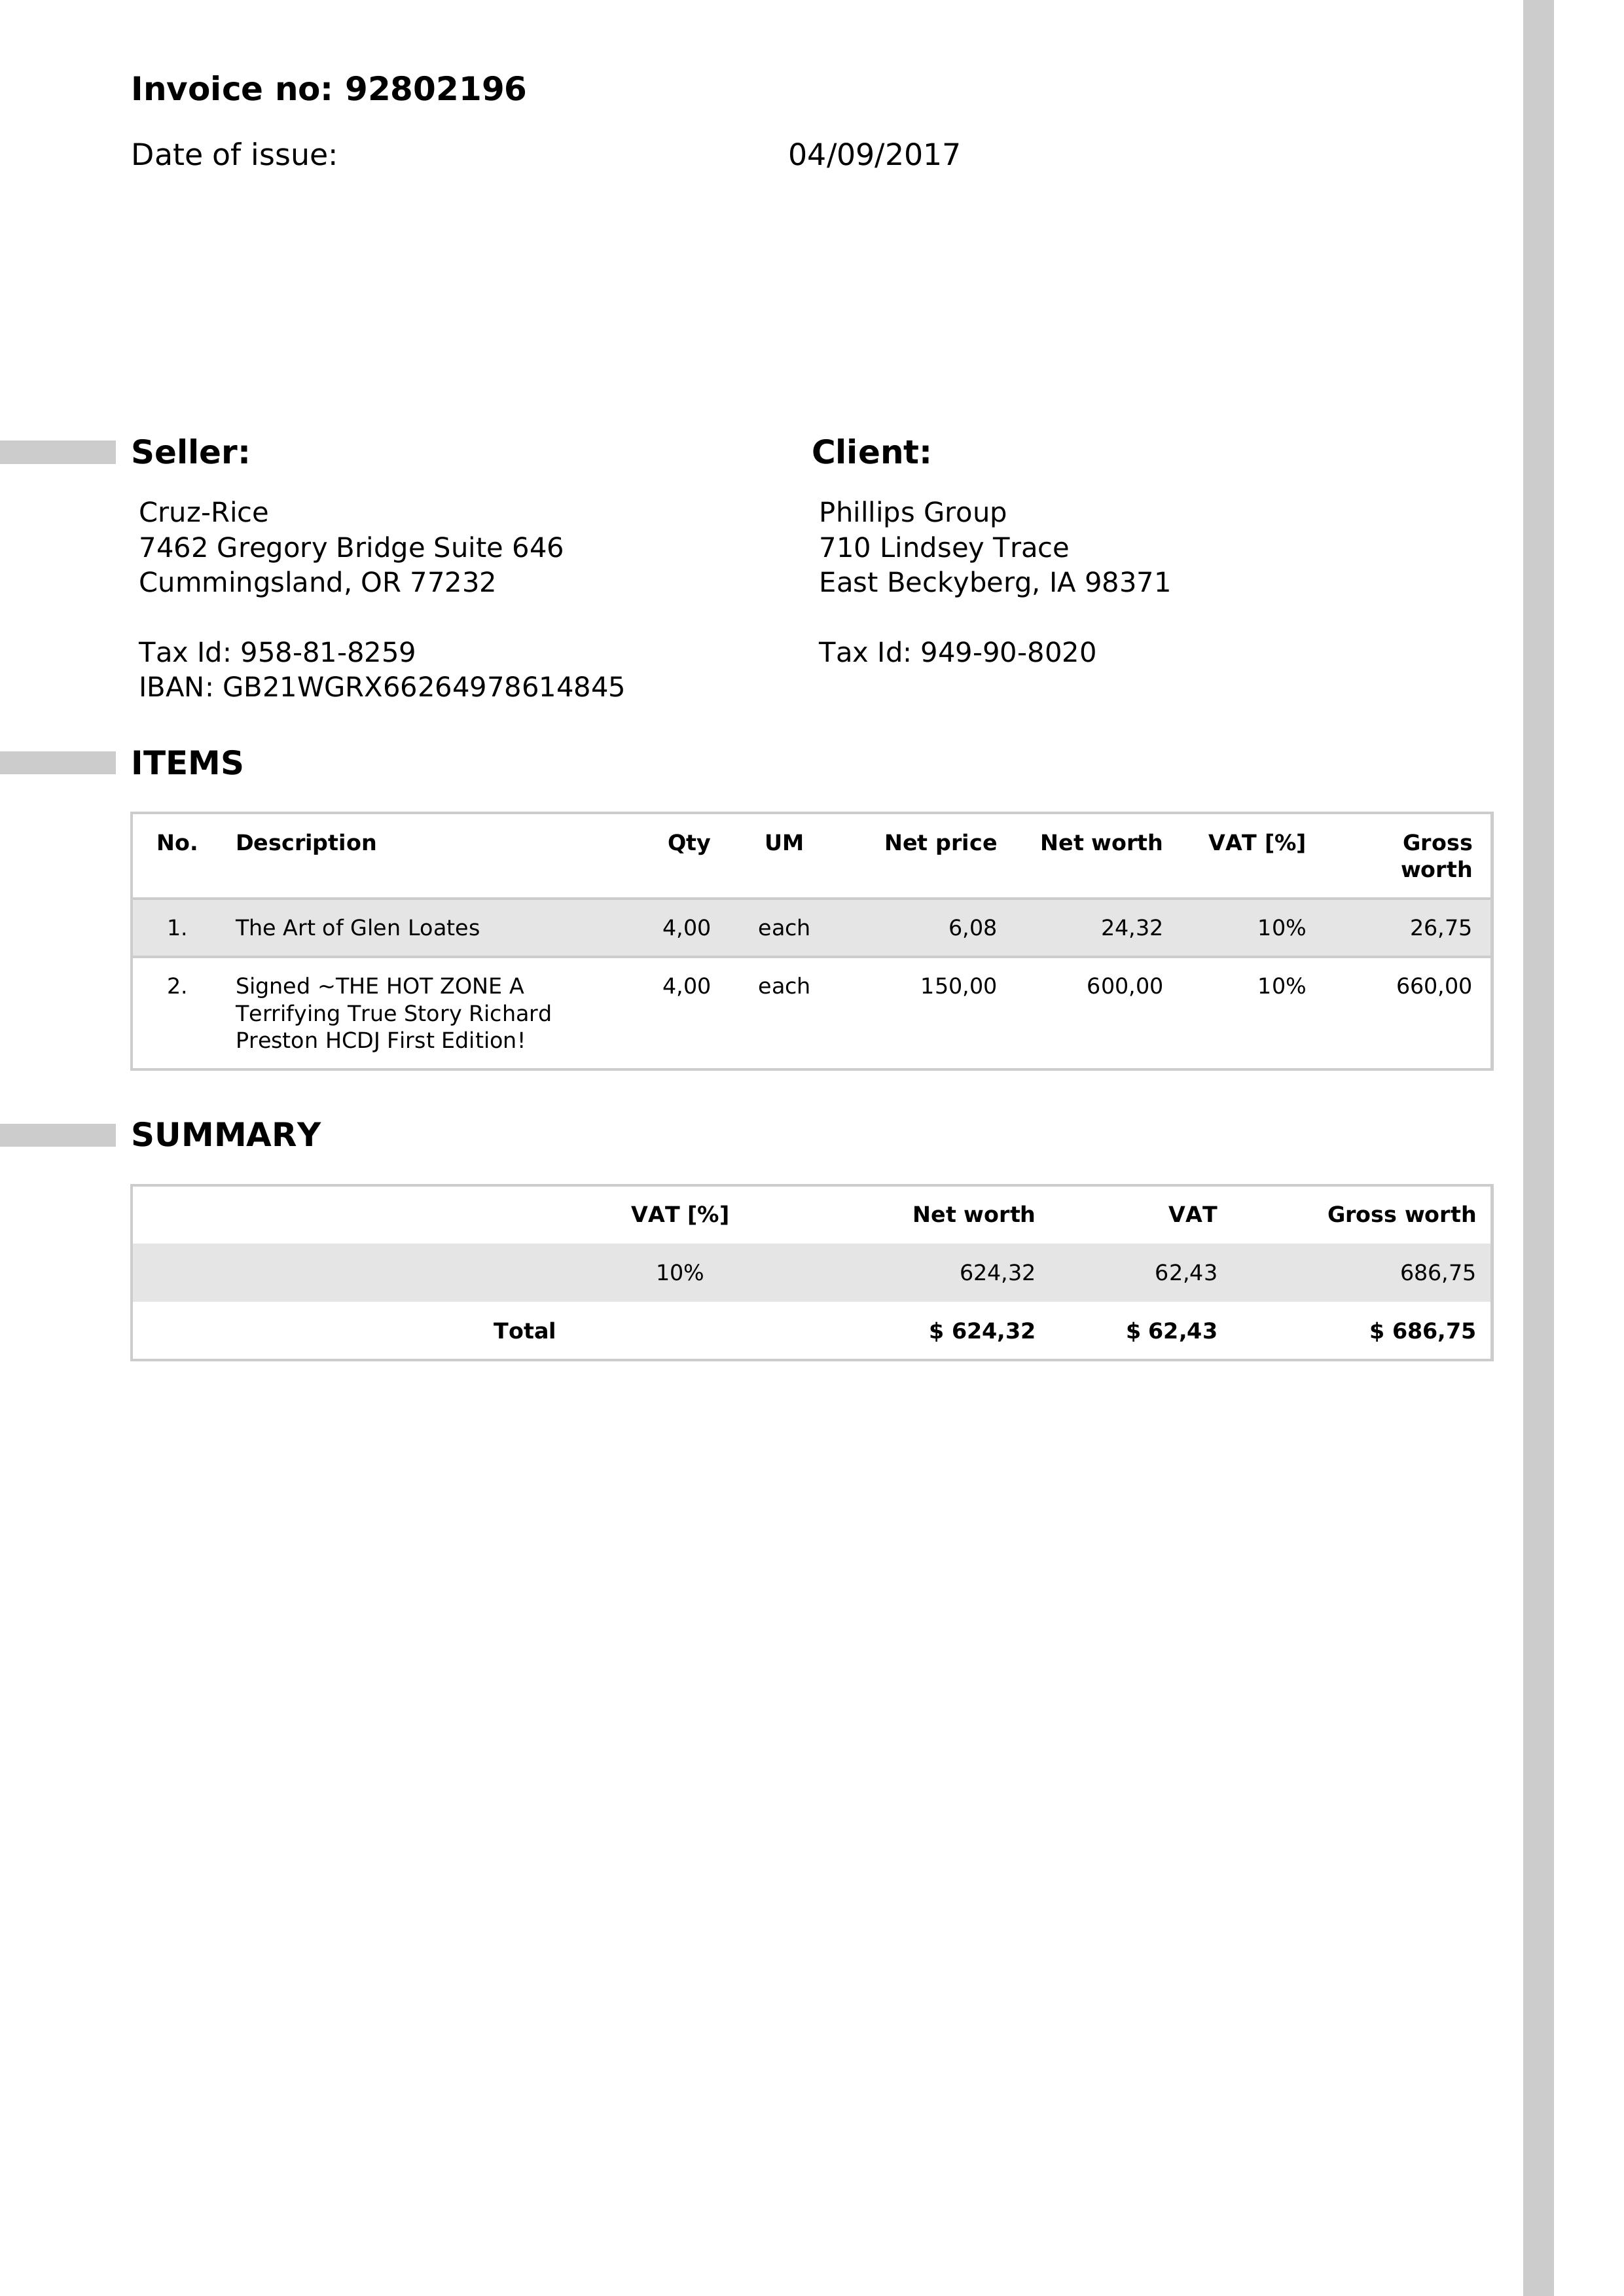 Invoice no: 92802196
Date of issue: 04/09/2017
Seller:
Cruz-Rice
7462 Gregory Bridge Suite 646
Cummingsland, OR 77232
Tax Id: 958-81-8259
IBAN: GB21WGRX66264978614845
Client:
Phillips Group
710 Lindsey Trace
East Beckyberg, IA 98371
Tax Id: 949-90-8020
ITEMS
No. Description Qty UM Net price Net worth VAT [%] Gross
worth
1. The Art of Glen Loates 4,00 each 6,08 24,32 10% 26,75
2. Signed ~THE HOT ZONE A 4,00 each 150,00 600,00 10% 660,00
Terrifying True Story Richard
Preston HCDJ First Edition!
SUMMARY
VAT [%] Net worth VAT Gross worth
10% 624,32 62,43 686,75
Total $ 624,32 $ 62,43 $ 686,75